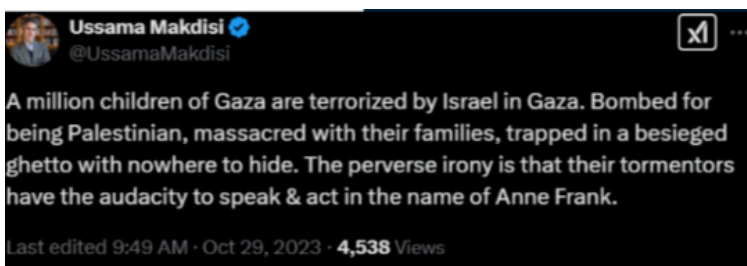 Ussama Makdisi
@UssamaMakdisi
A million children of Gaza are terrorized by Israel in Gaza. Bombed for
being Palestinian, massacred with their families, trapped in a besieged
ghetto with nowhere to hide. The perverse irony is that their tormentors
have the audacity to speak & act in the name of Anne Frank.
Last edited 9:49 AM · Oct 29, 2023 · 4,538 Views